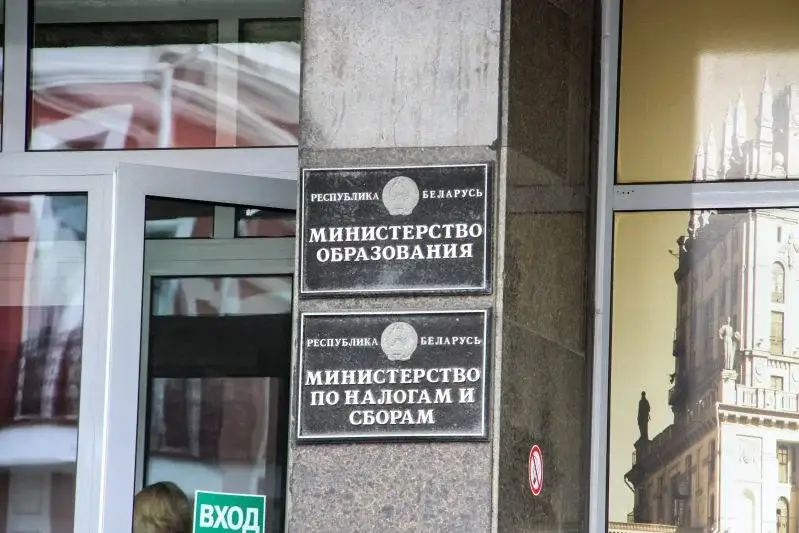 РЕСПУБЛИКА БЕЛАРУСЬ
МИНИСТЕРСТВО
ОБРАЗОВАНИЯ
РЕСПУБЛИКА БЕЛАРУСЬ
МИНИСТЕРСТВО
ПО НАЛОГАМ И
СБОРАМ
ВХОД